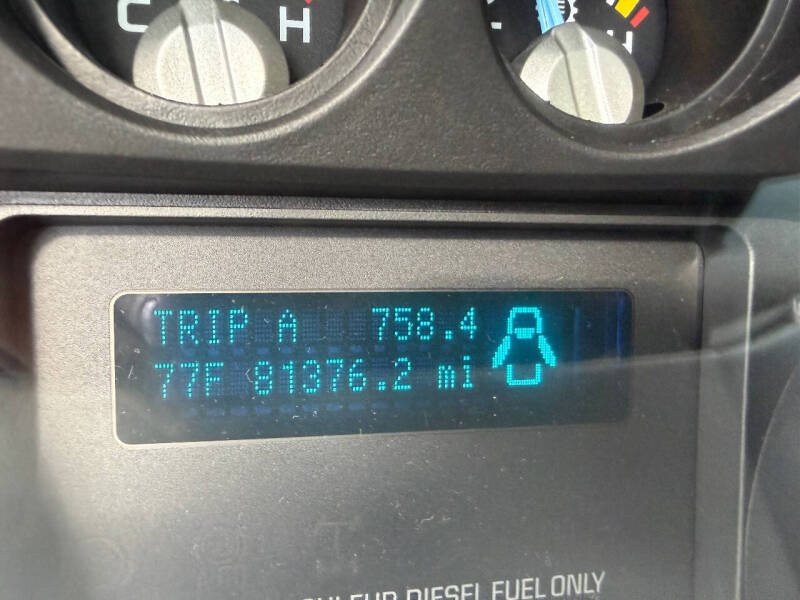 C H
H
TRIP A 758.4
77F 81376.2 mi
DIESEL FUEL ONLY